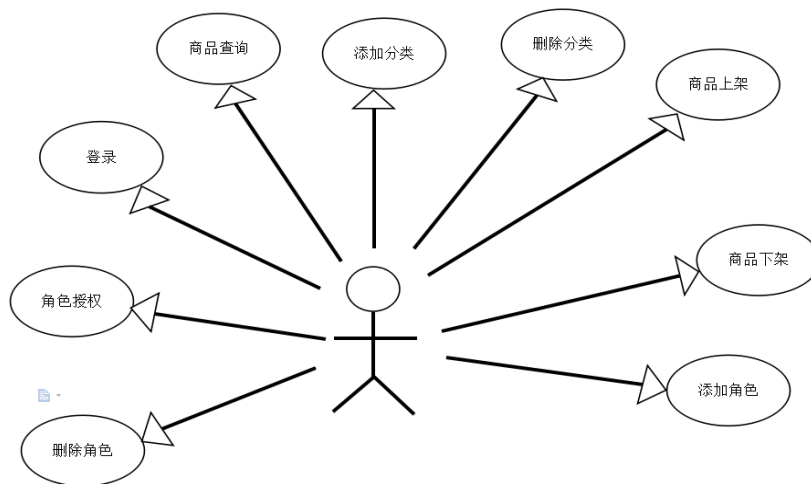 商品查询
添加分类
删除分类
商品上架
登录
商品下架
角色授权
添加角色
删除角色